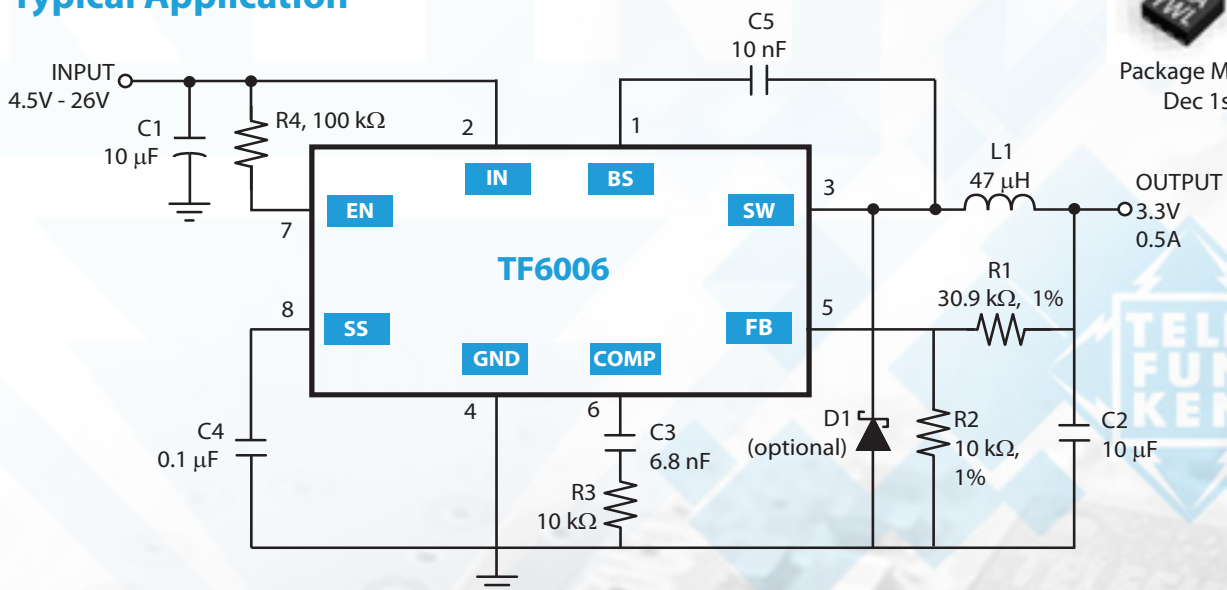 Typical Application
C5
10 nF
INPUT
4.5V - 26V
C1
10 μF
R4, 100 kΩ
2
1
IN
BS
EN
7
SW
3
L1
47 μH
OUTPUT
3.3V
0.5A
TF6006
R1
30.9 kΩ, 1%
8
SS
FB
5
GND
COMP
4
6
C4
0.1 μF
C3
6.8 nF
R3
10 kΩ
D1
(optional)
R2
10 kΩ,
1%
C2
10 μF
Package
Dec 1s
TWL